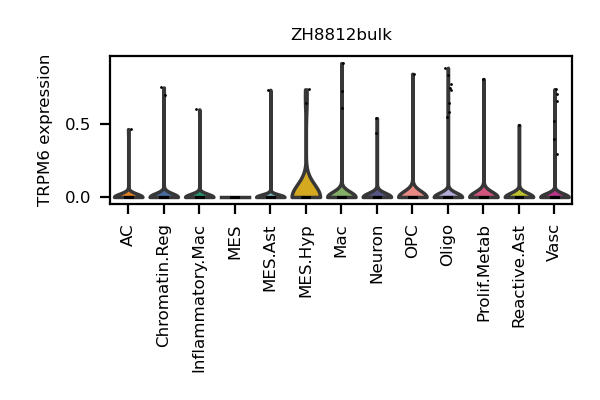 ZH8812bulk
TRPM6 expression
0.5
0.0
AC
Chromatin.Reg
Inflammatory.Mac
MES
MES.Ast
MES.Hyp
Mac
Neuron
OPC
Oligo
Prolif.Metab
Reactive.Ast
Vasc